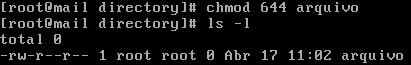 [root@mail directory]# chmod 644 arquivo
[root@mail directory]# ls -l
total 0
-rw-r--r-- 1 root root 0 Abr 17 11:02 arquivo